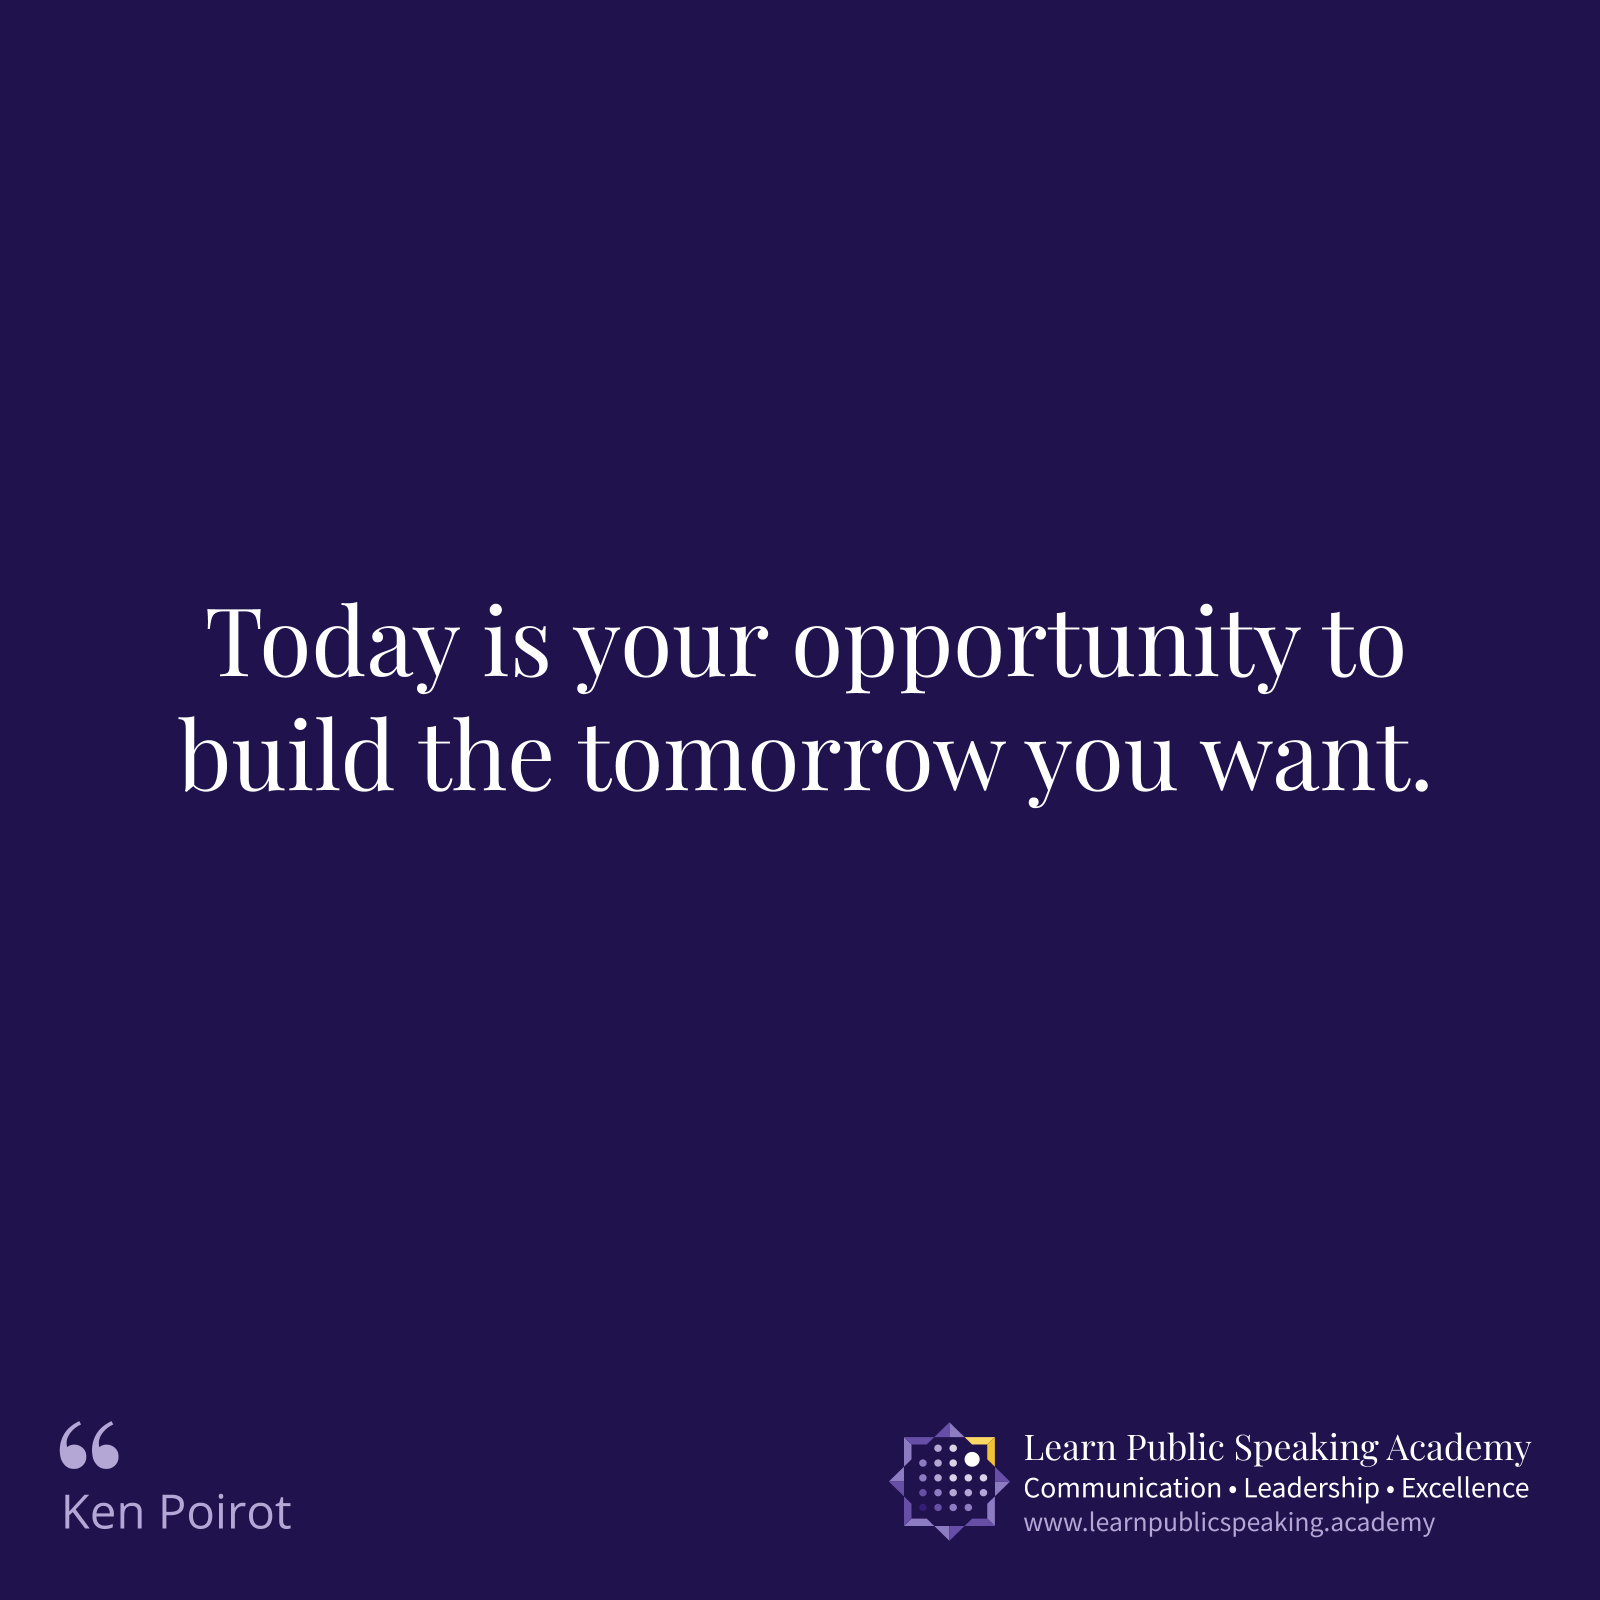 Today is your opportunity to
build the tomorrow you want.
Ken Poirot
Learn Public Speaking Academy
Communication • Leadership • Excellence
www.learnpublicspeaking.academy